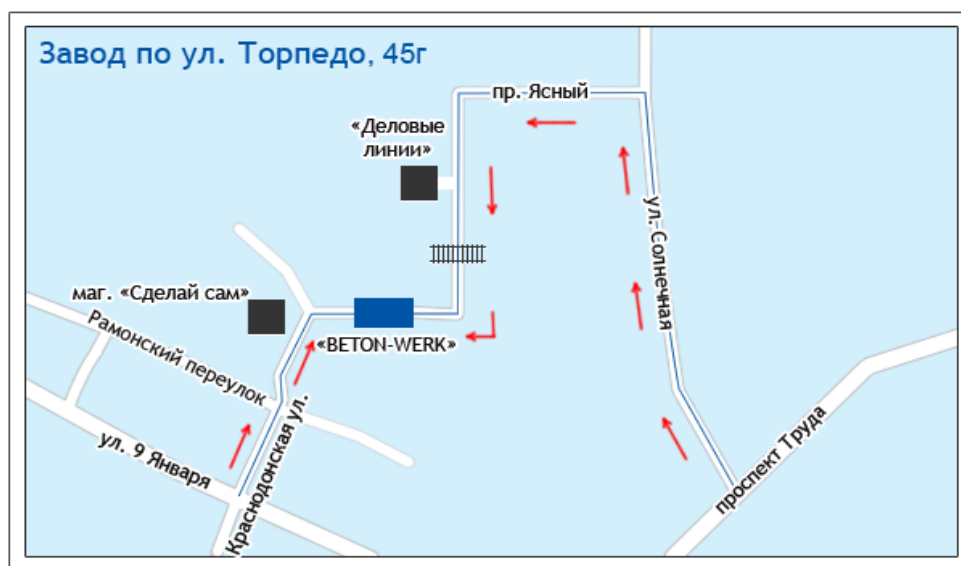 Завод по ул. Торпедо, 45г
пр. Ясный
«Деловые
линии»
ул. Солнечная
маг. «Сделай сам»
«BETON-WERK»
Рамонский переулок
ул. 9 Января
Краснодонская ул.
проспект Труда